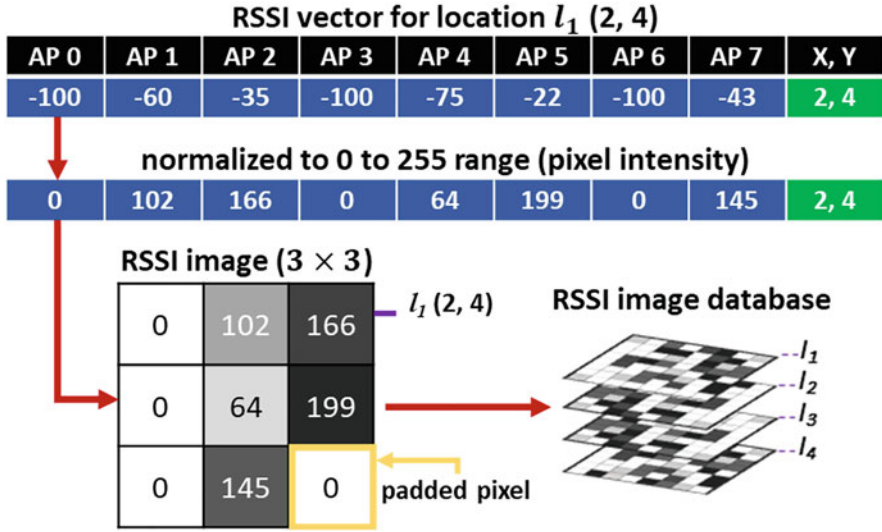 RSSI vector for location l₁ (2, 4)
AP 0 AP 1 AP 2 AP 3 AP 4 AP 5 AP 6 AP 7 X, Y
-100 -60 -35 -100 -75 -22 -100 -43 2, 4
normalized to 0 to 255 range (pixel intensity)
0 102 166 0 64 199 0 145 2, 4
RSSI image (3 × 3)
0 102 166
l₁ (2, 4)
0 64 199
0 145 0
padded pixel
RSSI image database
l₁
l₂
l₃
l₄